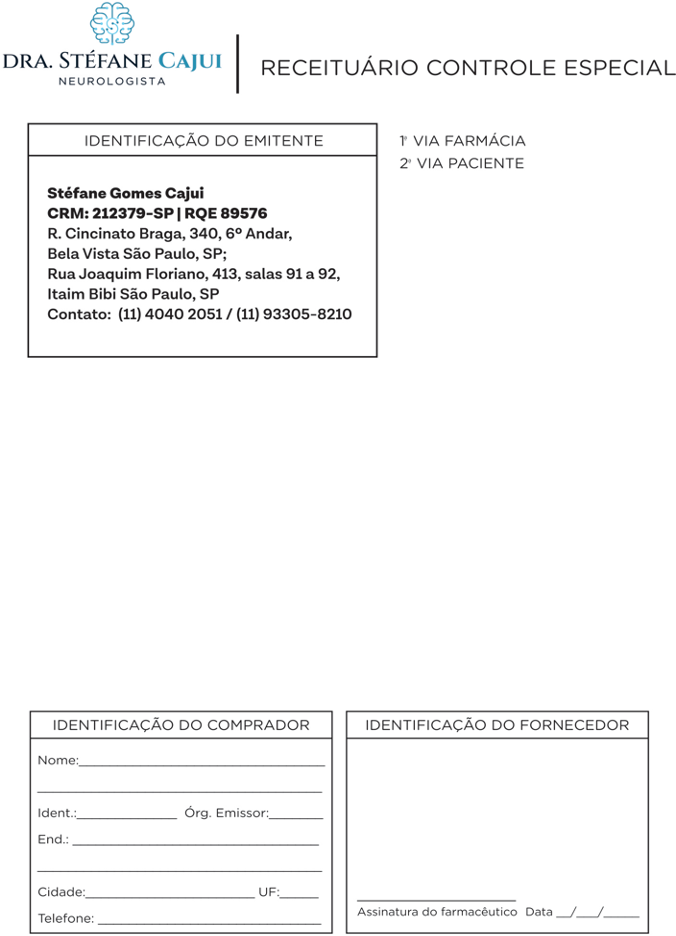 DRA. STÉFANE CAJUI
NEUROLOGISTA
RECEITUÁRIO CONTROLE ESPECIAL
IDENTIFICAÇÃO DO EMITENTE
1ª VIA FARMÁCIA
2ª VIA PACIENTE
Stéfane Gomes Cajui
CRM: 212379-SP | RQE 89576
R. Cincinato Braga, 340, 6º Andar,
Bela Vista São Paulo, SP;
Rua Joaquim Floriano, 413, salas 91 a 92,
Itaim Bibi São Paulo, SP
Contato: (11) 4040 2051 / (11) 93305-8210
IDENTIFICAÇÃO DO COMPRADOR
Nome:
Ident.: Órg. Emissor:
End.:
Cidade: UF:
Telefone:
IDENTIFICAÇÃO DO FORNECEDOR
Assinatura do farmacêutico Data __/__/____